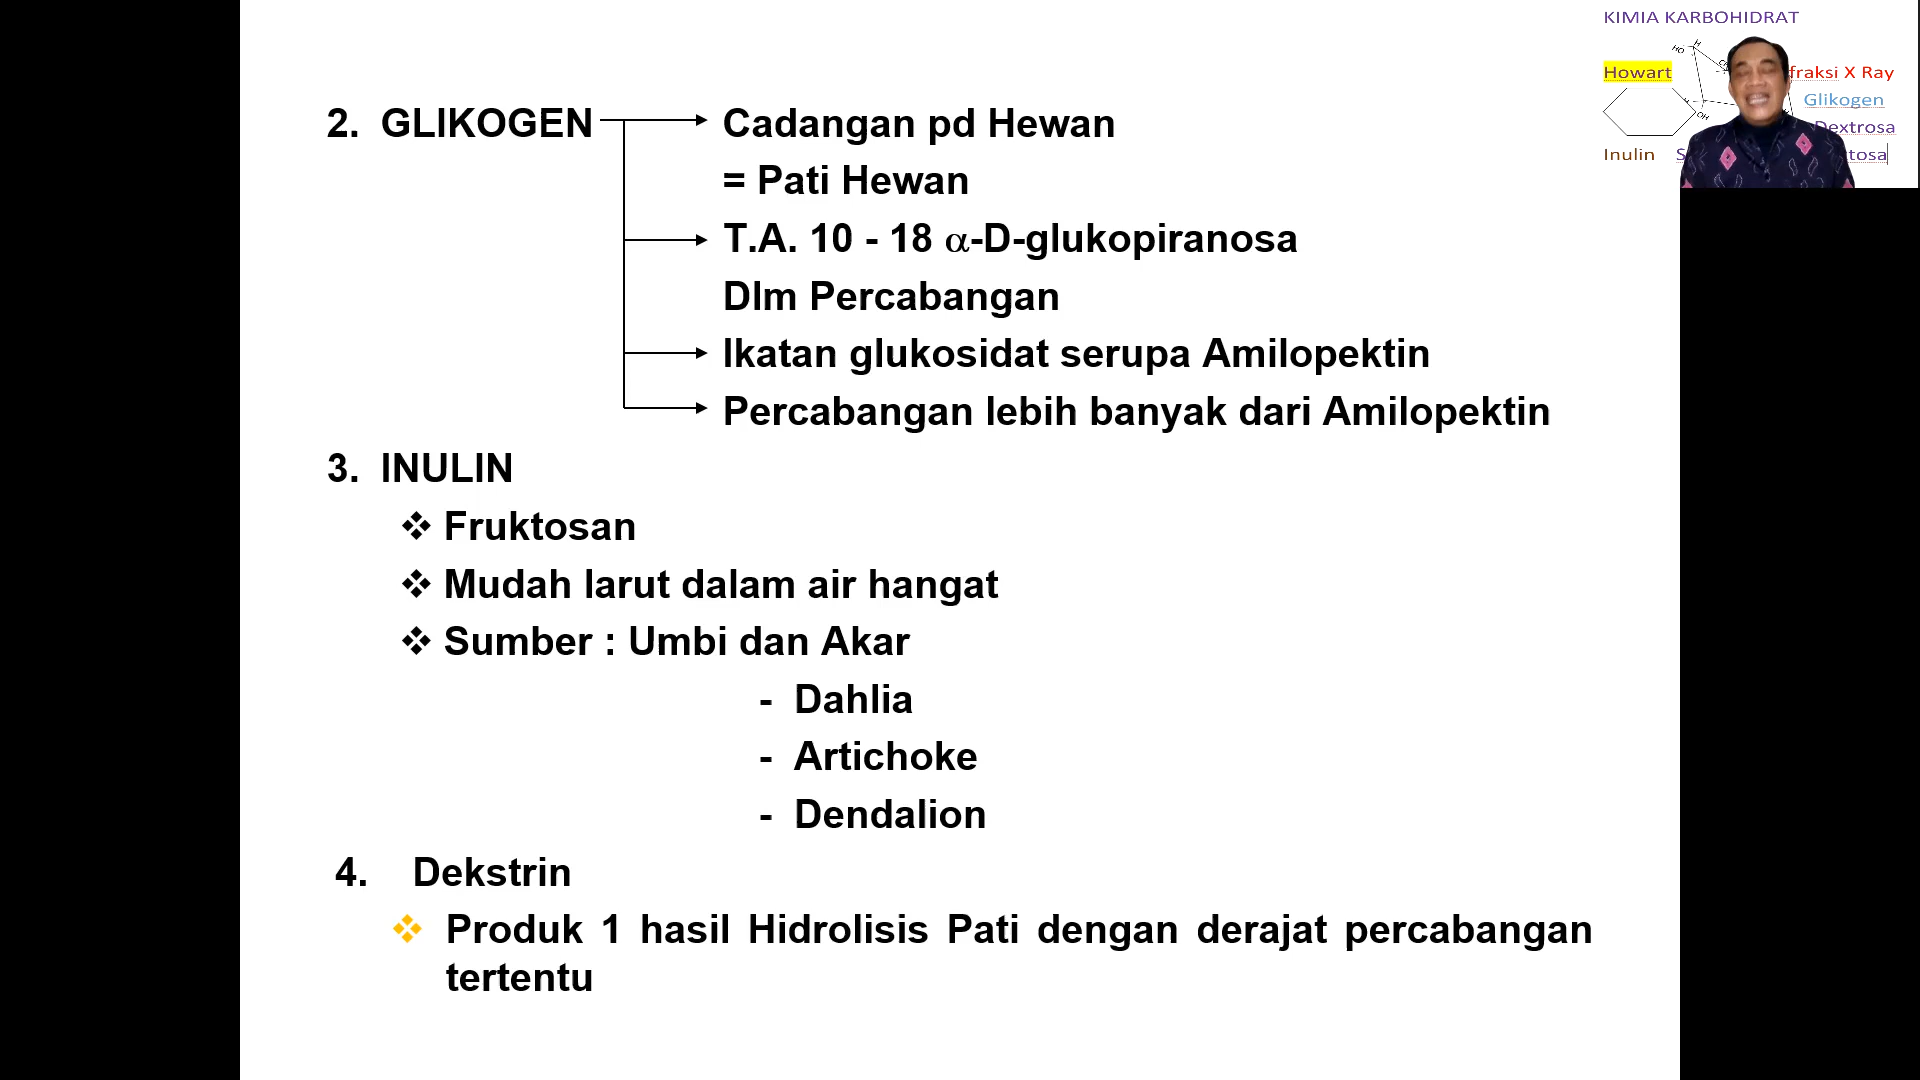 KIMIA KARBOHIDRAT
Howart fraksi X Ray
Glikogen
Dextrosa
Inulin
2. GLIKOGEN Cadangan pd Hewan
= Pati Hewan
T.A. 10 - 18 α-D-glukopiranosa
Dlm Percabangan
Ikatan glukosidat serupa Amilopektin
Percabangan lebih banyak dari Amilopektin
3. INULIN
❖ Fruktosan
❖ Mudah larut dalam air hangat
❖ Sumber : Umbi dan Akar
- Dahlia
- Artichoke
- Dendalion
4. Dekstrin
❖ Produk 1 hasil Hidrolisis Pati dengan derajat percabangan
tertentu